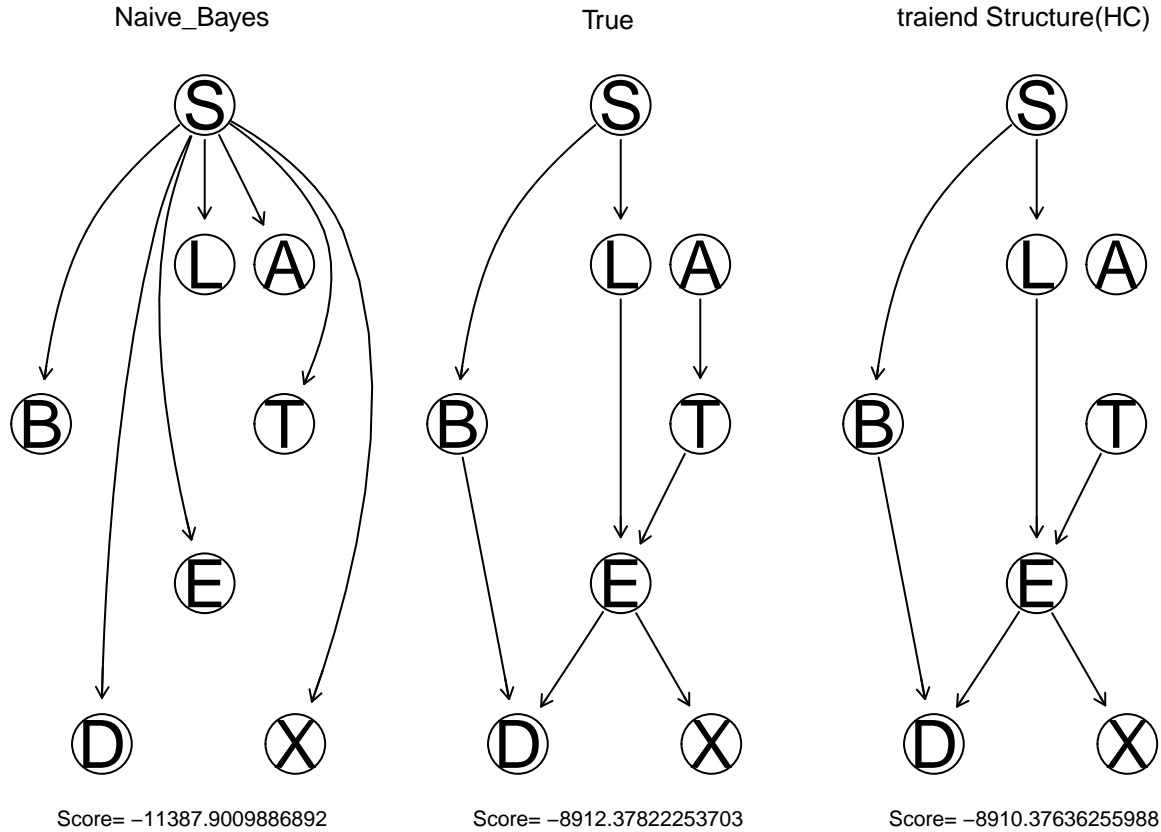 Naive_Bayes
S
L
A
B
T
E
D
X
Score= −11387.9009886892
True
S
L
A
B
T
E
D
X
Score= −8912.37822253703
traiend Structure(HC)
S
L
A
B
T
E
D
X
Score= −8910.37636255988